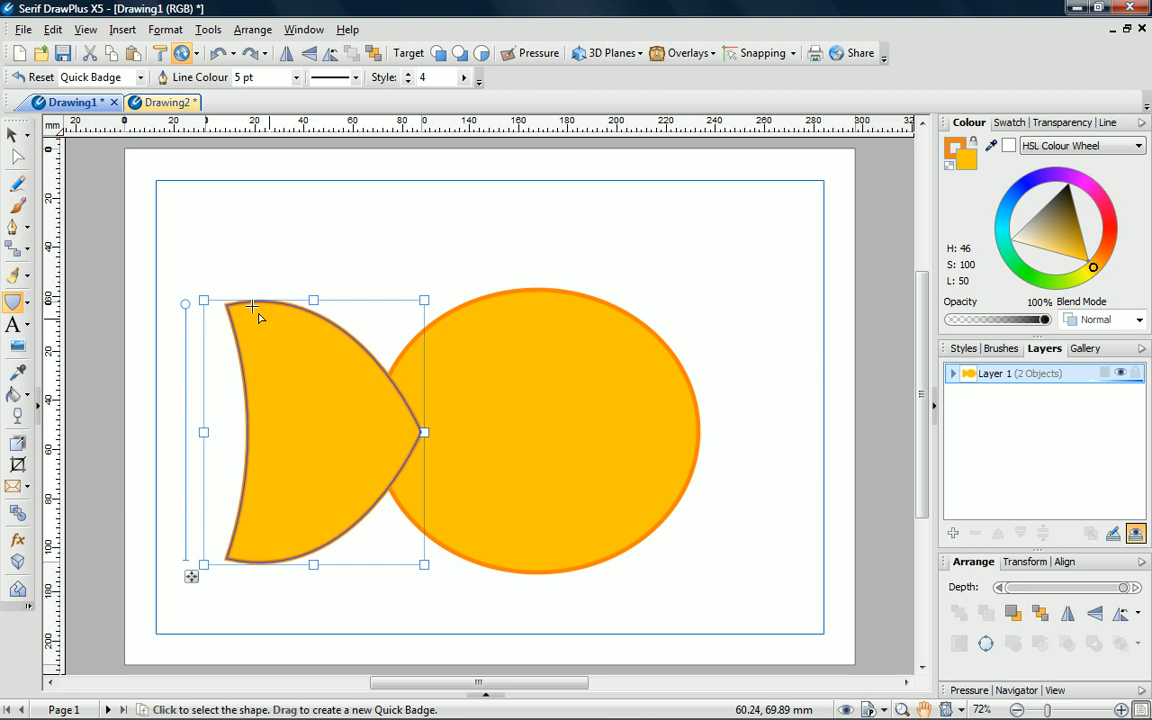 Serif DrawPlus X5 - [Drawing1 (RGB) *]
File Edit View Insert Format Tools Arrange Window Help
Target Pressure 3D Planes Overlays Snapping Share
Reset Quick Badge Line Colour 5 pt Style: 4
Drawing1 * Drawing2 *
Colour Swatch Transparency Line
HSL Colour Wheel
H: 46
S: 100
L: 50
Opacity 100% Blend Mode
Normal
Styles Brushes Layers Gallery
Layer 1 (2 Objects)
Arrange Transform Align
Depth:
Pressure Navigator View
Page1 Click to select the shape. Drag to create a new Quick Badge. 60.24, 69.89 mm 72%